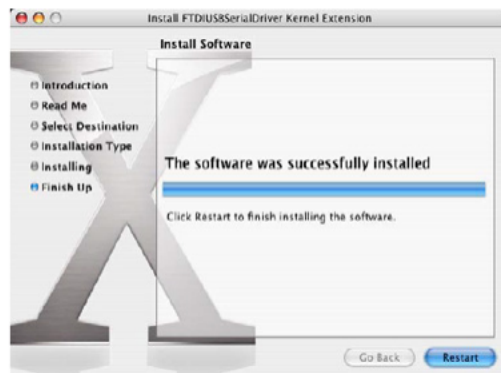 Install FTDIUSBSerialDriver Kernel Extension
Install Software
Introduction
Read Me
Select Destination
Installation Type
Installing
Finish Up
The software was successfully installed
Click Restart to finish installing the software.
Go Back
Restart